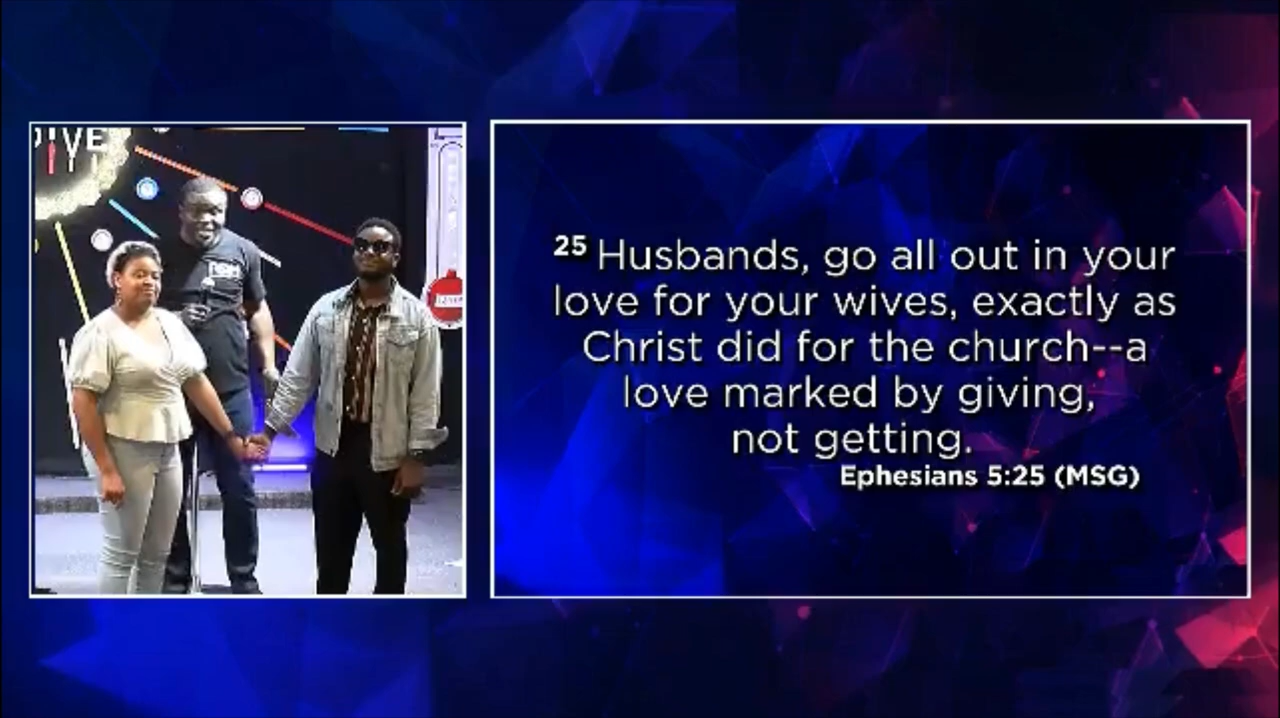 25 Husbands, go all out in your
love for your wives, exactly as
Christ did for the church--a
love marked by giving,
not getting.
Ephesians 5:25 (MSG)